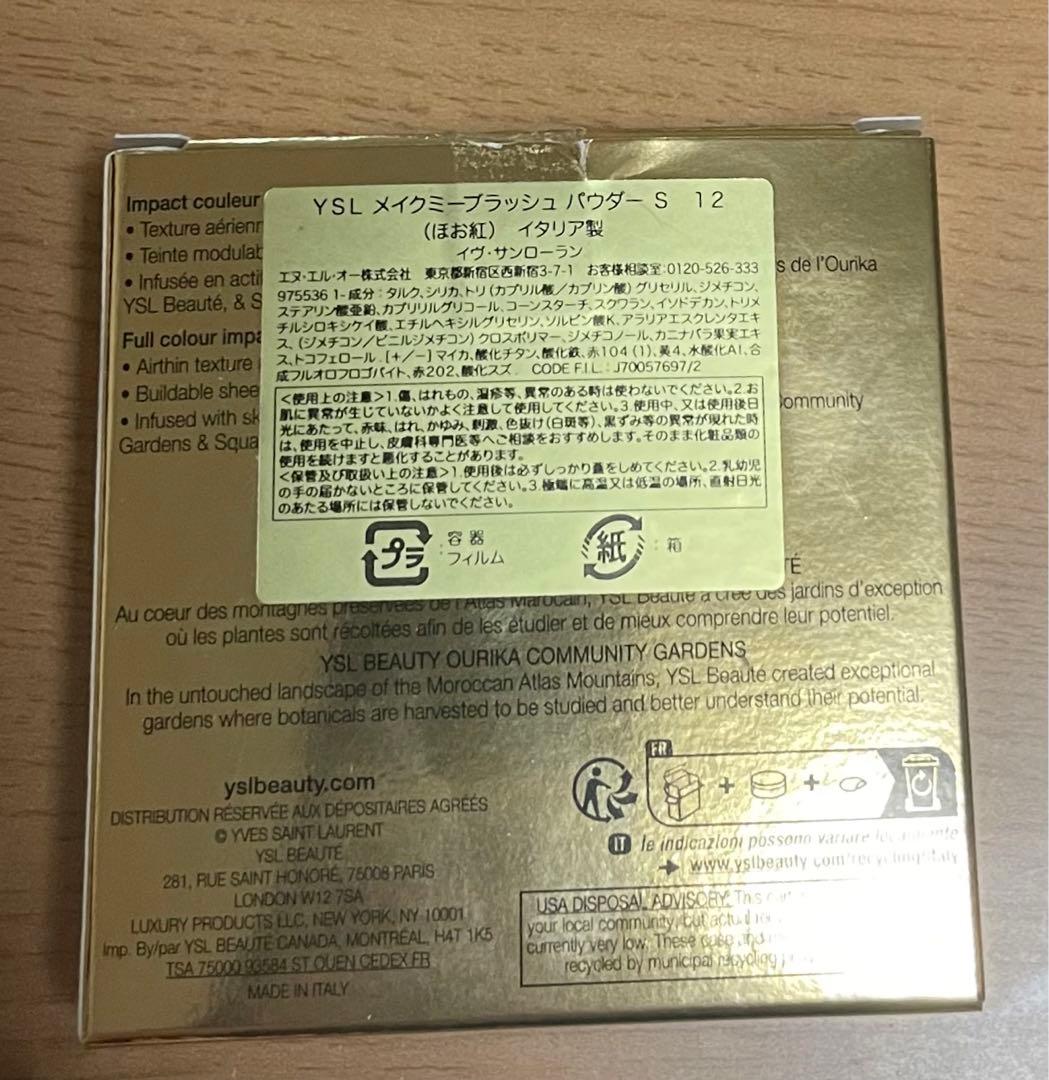 Impact couleur
• Texture aérienn
• Teinte modulab
• Infusée en acti
YSL Beauté, & S
s de l'Ourika
Full colour impa
• Airthin texture
• Buildable shee
• Infused with sk
Gardens & Squa
ommunity
YSL メイクミーブラッシュ パウダー S 12
(ほお紅) イタリア製
イヴ・サンローラン
エヌ・エル・オー株式会社 東京都新宿区西新宿3-7-1 お客様相談室:0120-526-333
975536 1-成分:タルク、シリカ、トリ(カプリル酸/カプリン酸)グリセリル、ジメチコン、
ステアリン酸亜鉛、カプリリルグリコール、コーンスターチ、スクワラン、イソドデカン、トリメ
チルシロキシケイ酸、エチルヘキシルグリセリン、ソルビン酸K、アラリアエスクレンタエキ
ス、(ジメチコン/ビニルジメチコン)クロスポリマー、ジメチコノール、カニナバラ果実エキ
ス、トコフェロール.[+/-]マイカ、酸化チタン、酸化鉄、赤104(1)、黄4、水酸化Al、合
成フルオロフロゴパイト、赤202、酸化スズ. CODE F.I.L.:J70057697/2
<使用上の注意>1.傷、はれもの、湿疹等、異常のある時は使わないでください。2.お
肌に異常が生じていないかよく注意して使用してください。3.使用中、又は使用後日
光にあたって、赤味、はれ、かゆみ、刺激、色抜け(白斑等)、黒ずみ等の異常が現れた時
は、使用を中止し、皮膚科専門医等へご相談をおすすめします。そのまま化粧品類の
使用を続けますと悪化することがあります。
<保管及び取扱い上の注意>1.使用後は必ずしっかり蓋をしめてください。2.乳幼児
の手の届かないところに保管してください。3.極端に高温又は低温の場所、直射日光
のあたる場所には保管しないでください。
プラ : 容器 フィルム
紙 : 箱
TÉ
Au coeur des montagnes préservées de l'Atlas Marocain, YSL Beauté a créé des jardins d'exception
où les plantes sont récoltées afin de les étudier et de mieux comprendre leur potentiel.
YSL BEAUTY OURIKA COMMUNITY GARDENS
In the untouched landscape of the Moroccan Atlas Mountains, YSL Beauté created exceptional
gardens where botanicals are harvested to be studied and better understand their potential.
yslbeauty.com
DISTRIBUTION RÉSERVÉE AUX DÉPOSITAIRES AGRÉÉS
© YVES SAINT LAURENT
YSL BEAUTÉ
281, RUE SAINT HONORÉ, 75008 PARIS
LONDON W12 7SA
LUXURY PRODUCTS LLC, NEW YORK, NY 10001
Imp. By/par YSL BEAUTÉ CANADA, MONTRÉAL, H4T 1K5
TSA 75000 93584 ST OUEN CEDEX FR
MADE IN ITALY
FR
+ +
IT le indicazioni possono variare localmente
www.yslbeauty.com/recycling/italy
USA DISPOSAL ADVISORY: This
your local community, but actual
currently very low. These
recycled by municipal recycling